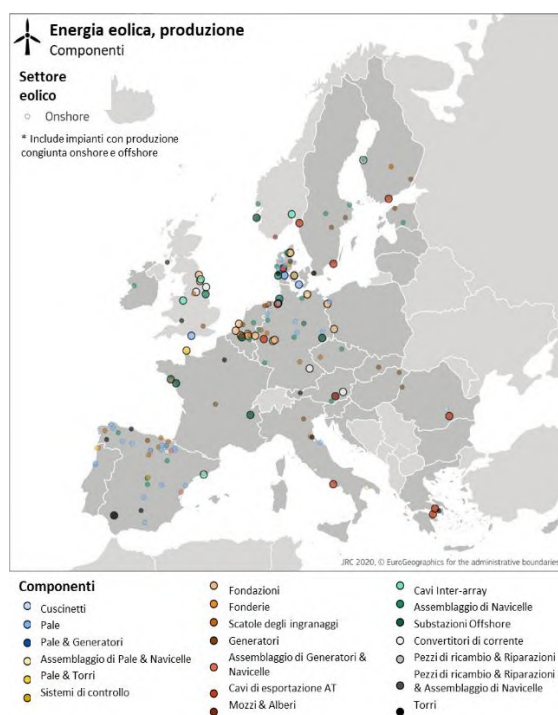 Energia eolica, produzione
Componenti
Settore
eolico
Onshore
* Include impianti con produzione
congiunta onshore e offshore
JRC 2020, © EuroGeographics for the administrative boundaries
Componenti
Cuscinetti
Pale
Pale & Generatori
Assemblaggio di Pale & Navicelle
Pale & Torri
Sistemi di controllo
Fondazioni
Fonderie
Scatole degli ingranaggi
Generatori
Assemblaggio di Generatori &
Navicelle
Cavi di esportazione AT
Mozzi & Alberi
Cavi Inter-array
Assemblaggio di Navicelle
Substazioni Offshore
Convertitori di corrente
Pezzi di ricambio & Riparazioni
Pezzi di ricambio & Riparazioni
& Assemblaggio di Navicelle
Torri